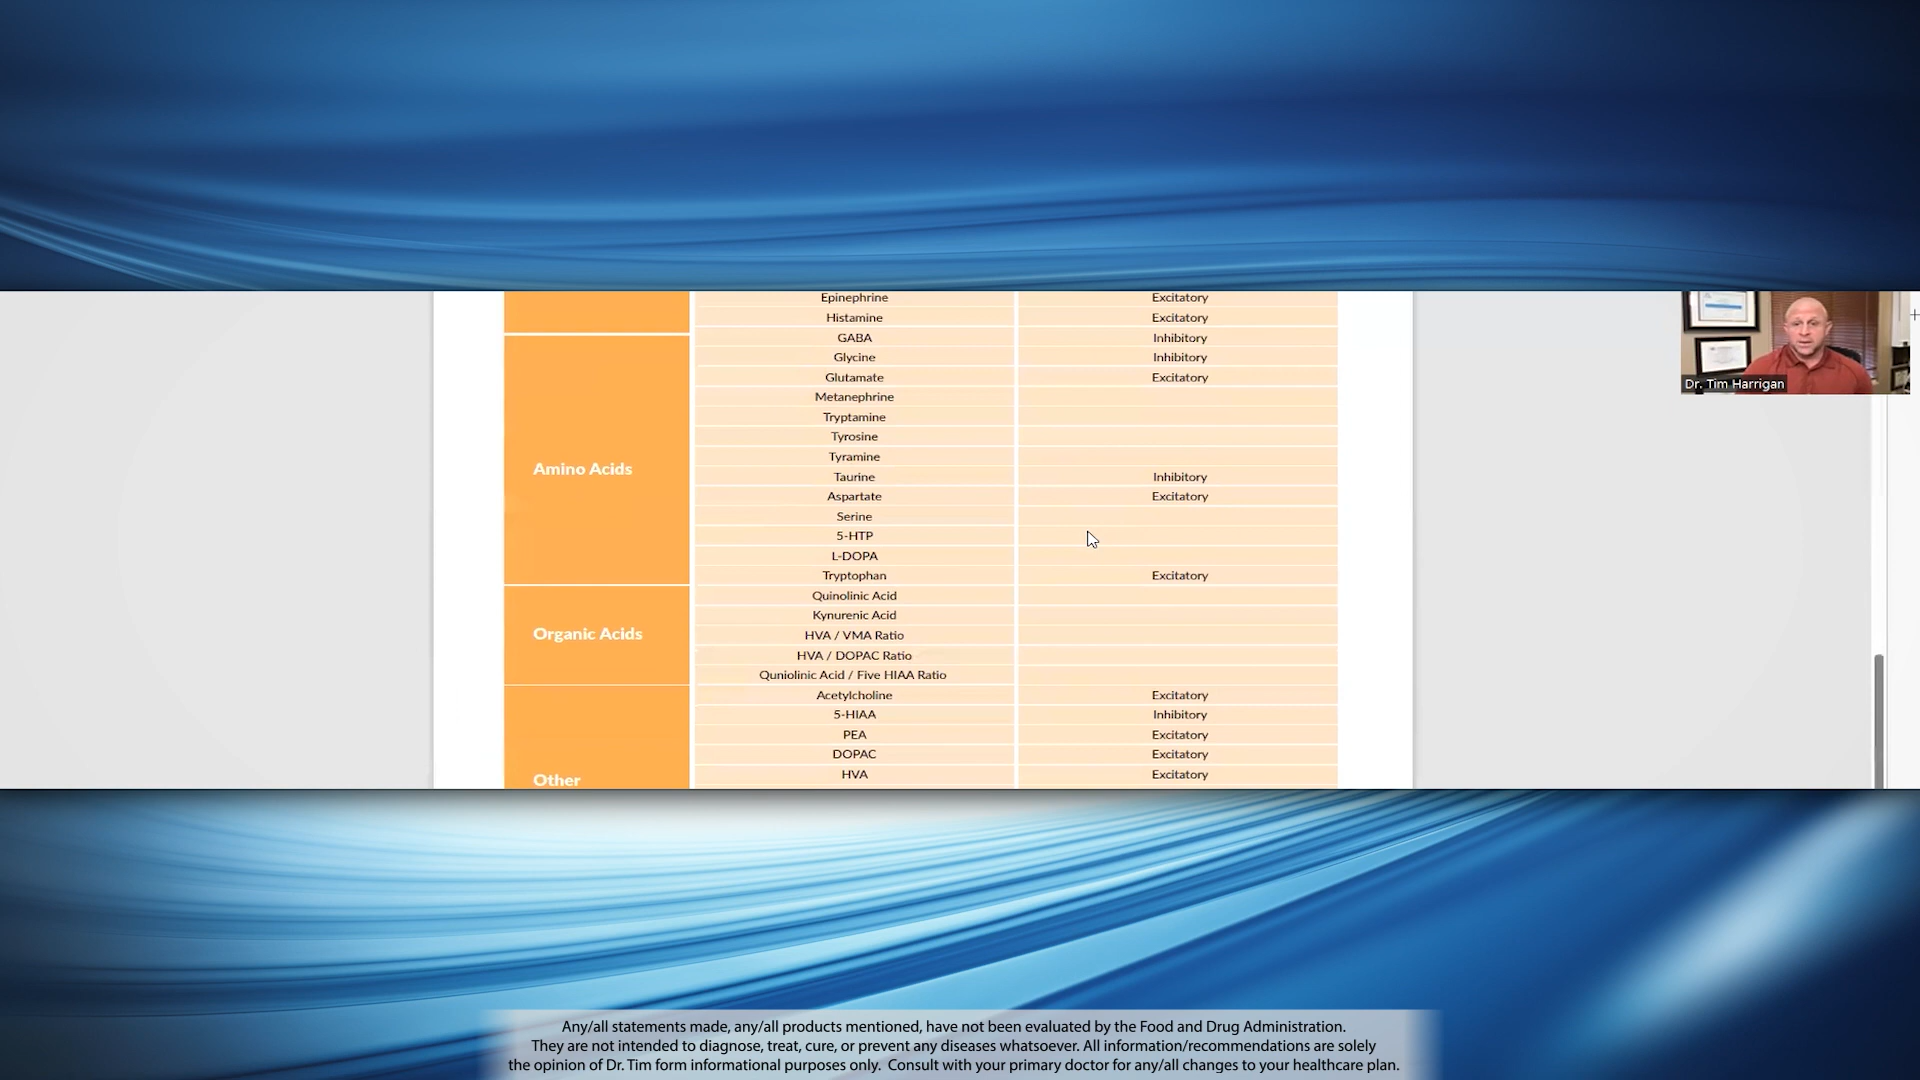 Epinephrine Excitatory
Histamine Excitatory
GABA Inhibitory
Glycine Inhibitory
Glutamate Excitatory
Metanephrine
Tryptamine
Tyrosine
Tyramine
Amino Acids
Taurine Inhibitory
Aspartate Excitatory
Serine
5-HTP
L-DOPA
Tryptophan Excitatory
Quinolinic Acid
Kynurenic Acid
Organic Acids
HVA / VMA Ratio
HVA / DOPAC Ratio
Quniolinic Acid / Five HIAA Ratio
Acetylcholine Excitatory
5-HIAA Inhibitory
PEA Excitatory
DOPAC Excitatory
HVA Excitatory
Other
Dr. Tim Harrigan
Any/all statements made, any/all products mentioned, have not been evaluated by the Food and Drug Administration.
They are not intended to diagnose, treat, cure, or prevent any diseases whatsoever. All information/recommendations are solely
the opinion of Dr. Tim form informational purposes only. Consult with your primary doctor for any/all changes to your healthcare plan.